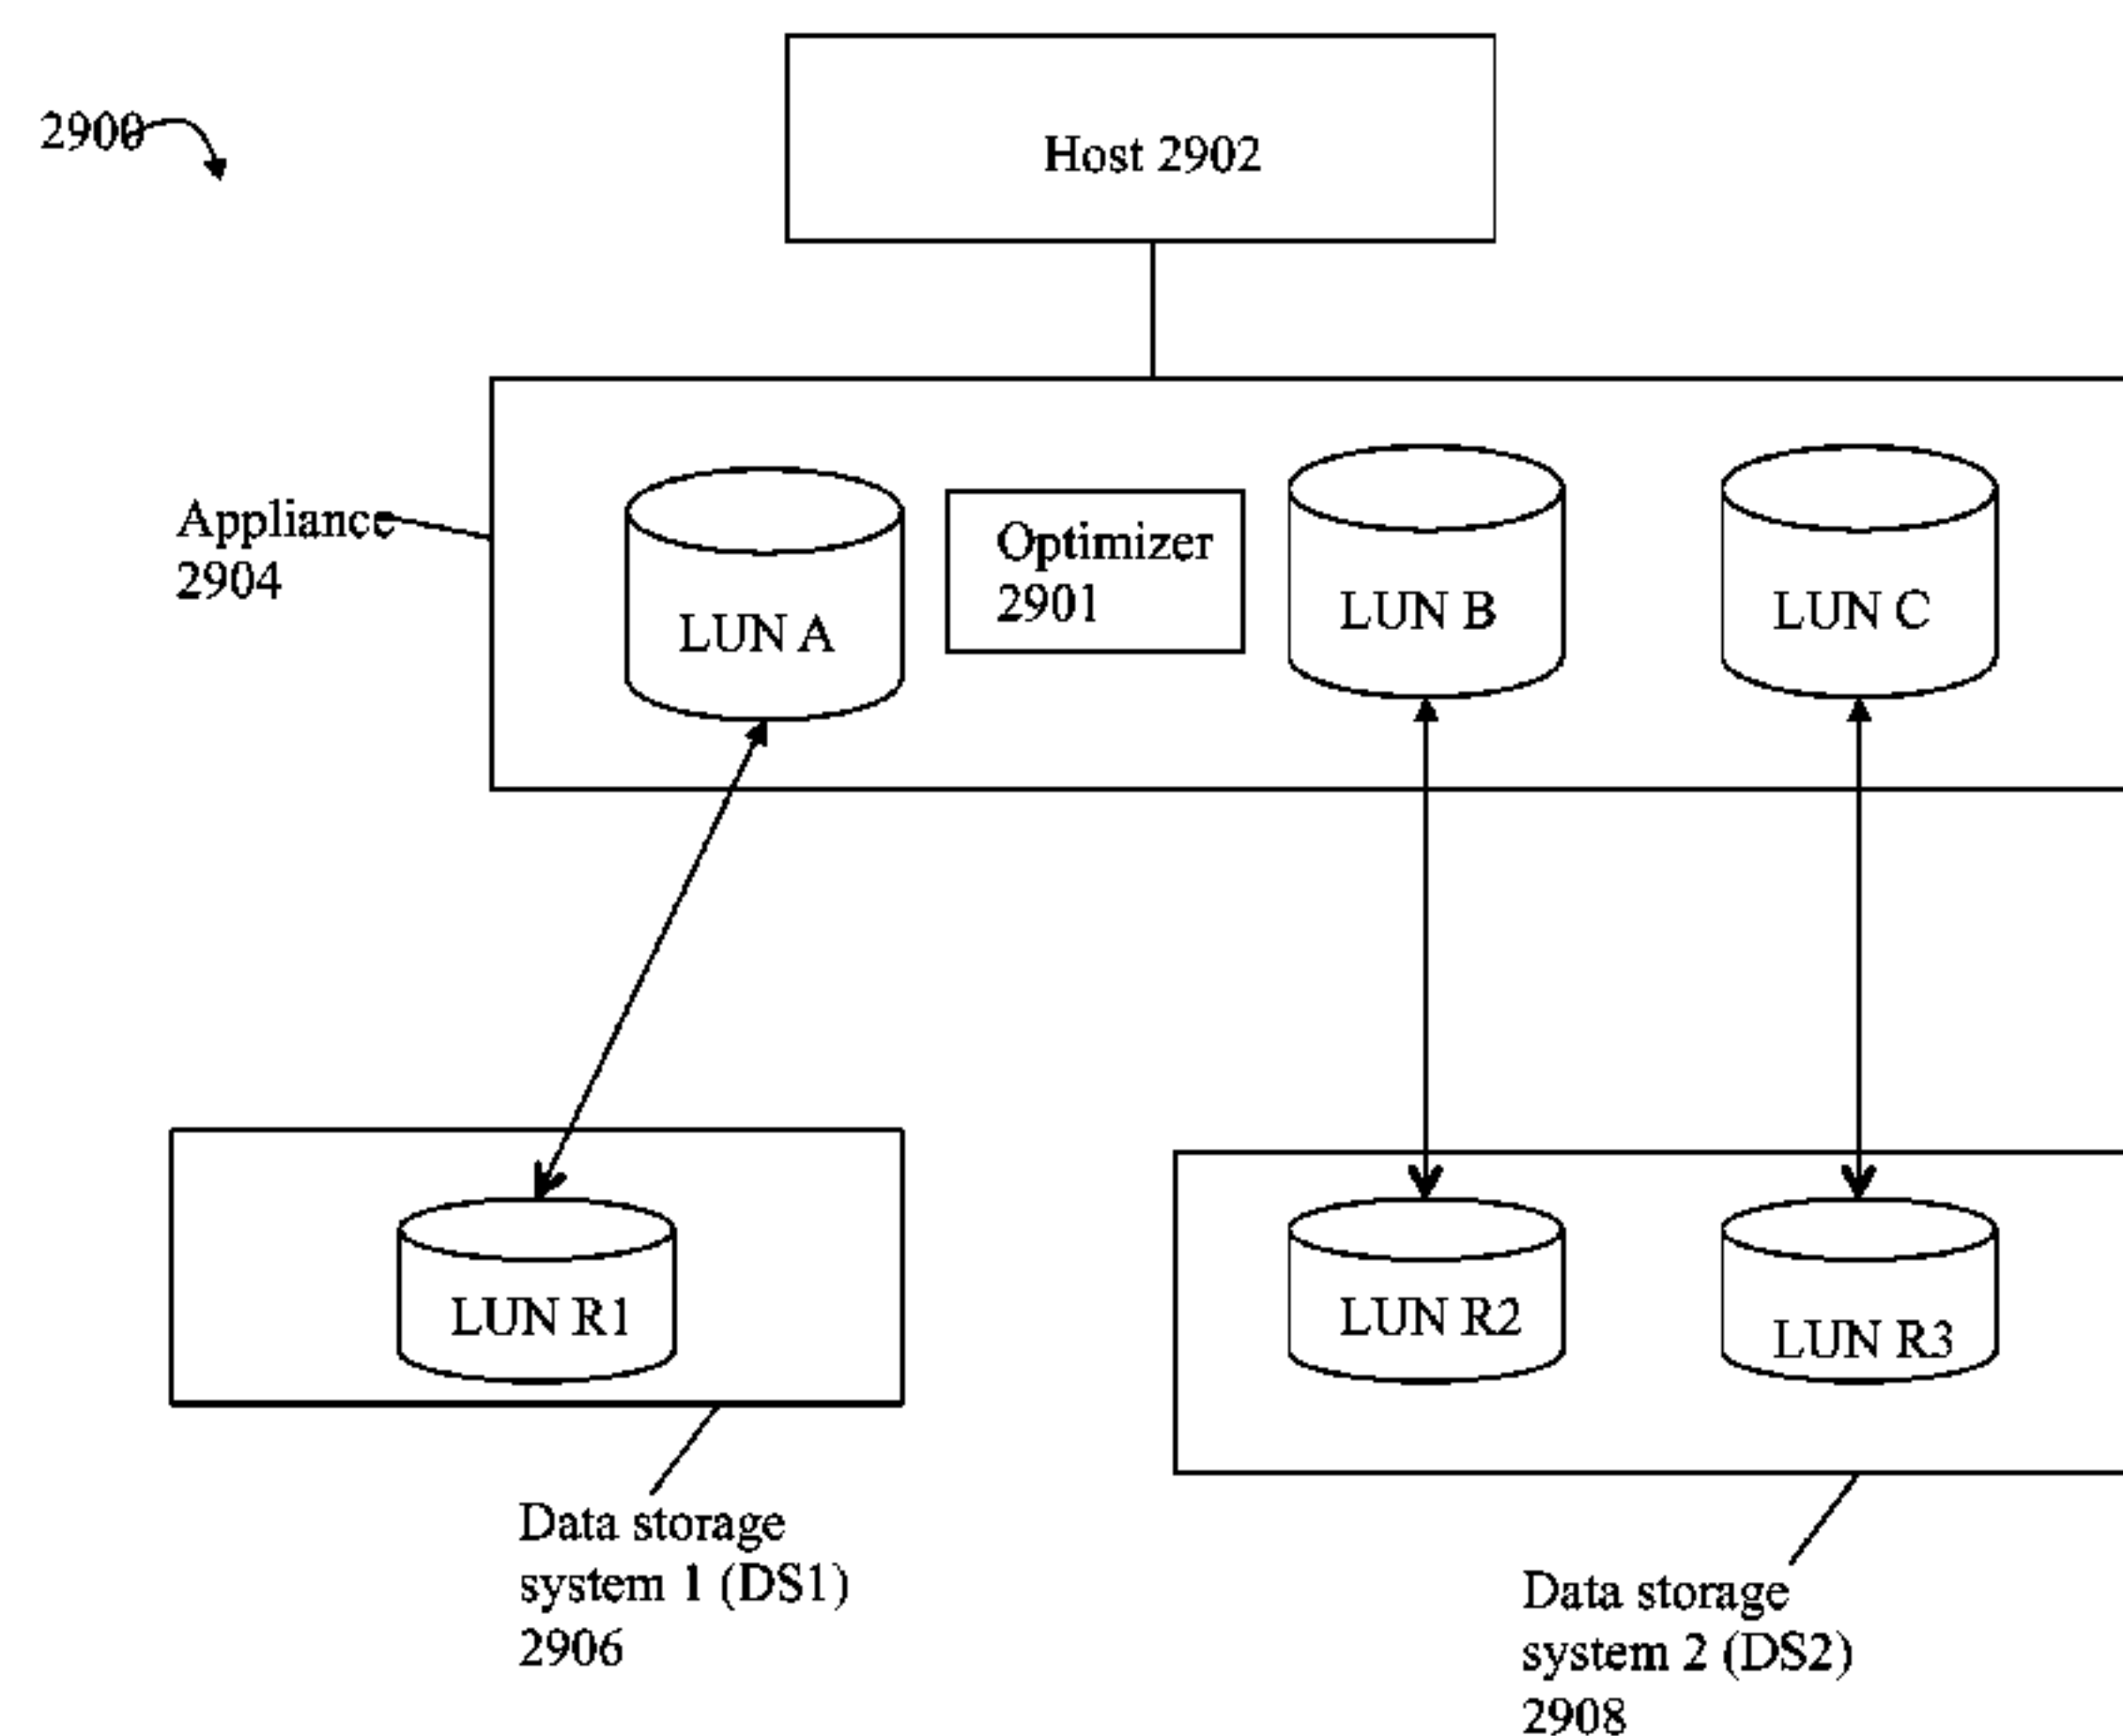 2900
Host 2902
Appliance
2904
LUN A
Optimizer
2901
LUN B
LUN C
LUN R1
LUN R2
LUN R3
Data storage
system 1 (DS1)
2906
Data storage
system 2 (DS2)
2908